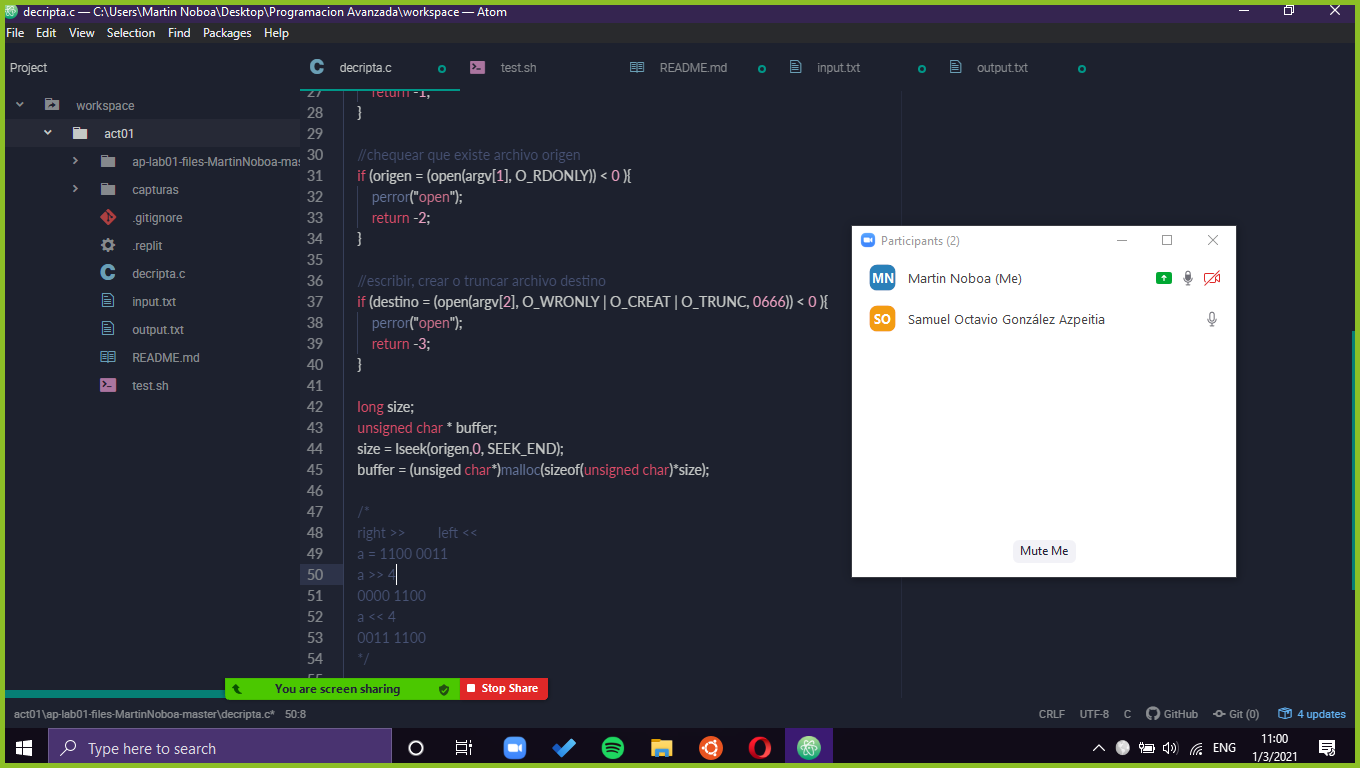 decripta.c — C:\Users\Martin Noboa\Desktop\Programacion Avanzada\workspace — Atom
File Edit View Selection Find Packages Help
Project
decripta.c test.sh README.md input.txt output.txt
workspace
act01
ap-lab01-files-MartinNoboa-mas
capturas
.gitignore
.replit
decripta.c
input.txt
output.txt
README.md
test.sh
27 return -1;
28 }
29
30 //chequear que existe archivo origen
31 if (origen = (open(argv[1], O_RDONLY)) < 0 ){
32 perror("open");
33 return -2;
34 }
35
36 //escribir, crear o truncar archivo destino
37 if (destino = (open(argv[2], O_WRONLY | O_CREAT | O_TRUNC, 0666)) < 0 ){
38 perror("open");
39 return -3;
40 }
41
42 long size;
43 unsigned char * buffer;
44 size = lseek(origen,0, SEEK_END);
45 buffer = (unsiged char*)malloc(sizeof(unsigned char)*size);
46
47 /*
48 right >> left <<
49 a = 1100 0011
50 a >> 4
51 0000 1100
52 a << 4
53 0011 1100
54 */
55
Participants (2)
MN Martin Noboa (Me)
SO Samuel Octavio González Azpeitia
Mute Me
You are screen sharing Stop Share
act01\ap-lab01-files-MartinNoboa-master\decripta.c* 50:8 CRLF UTF-8 C GitHub Git (0) 4 updates
Type here to search
ENG
11:00
1/3/2021